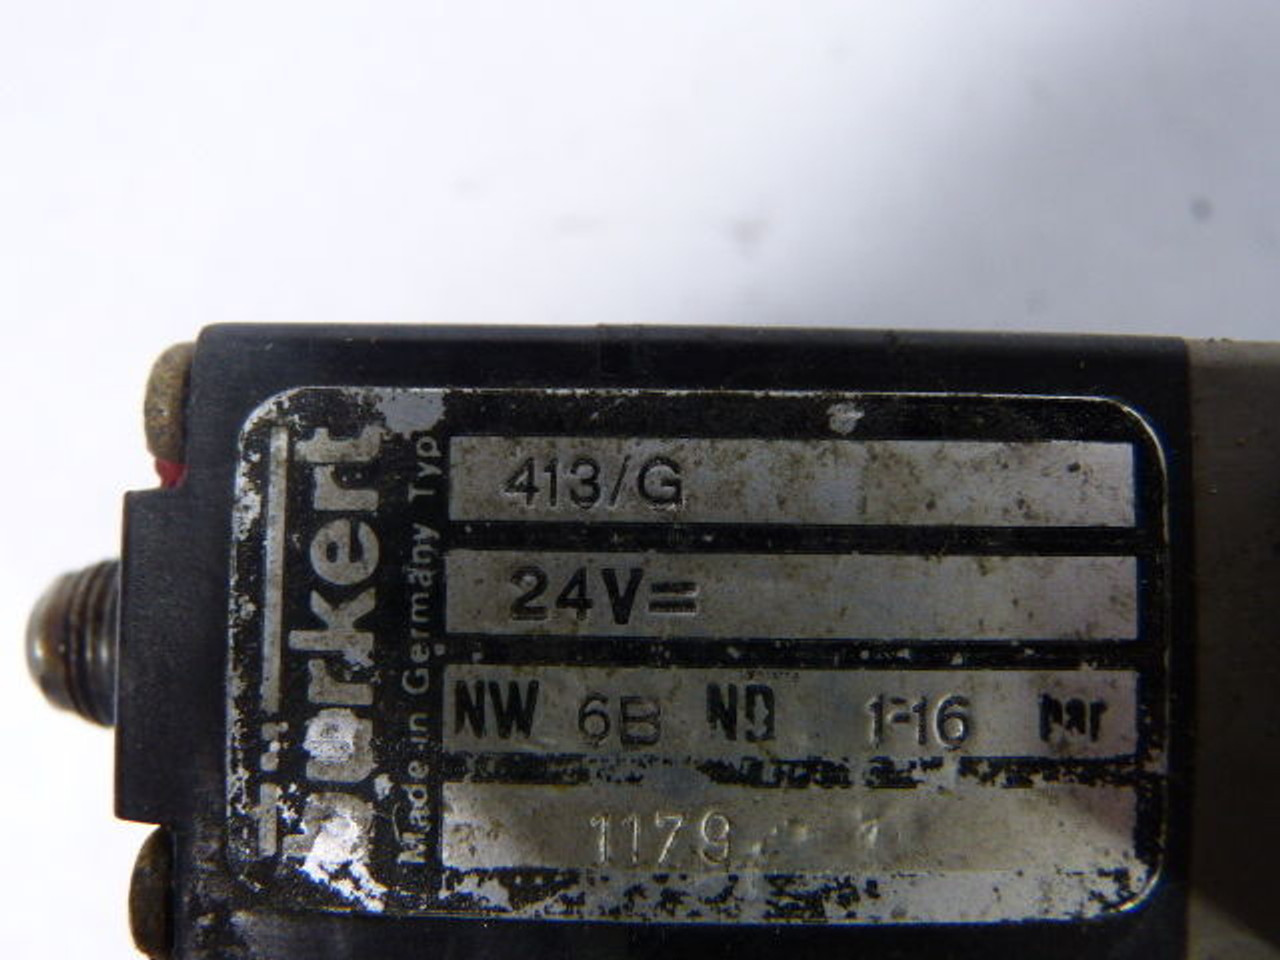 bürkert
Made in Germany Typ
413/G
24V=
NW 6B ND 1-16 bar
1179